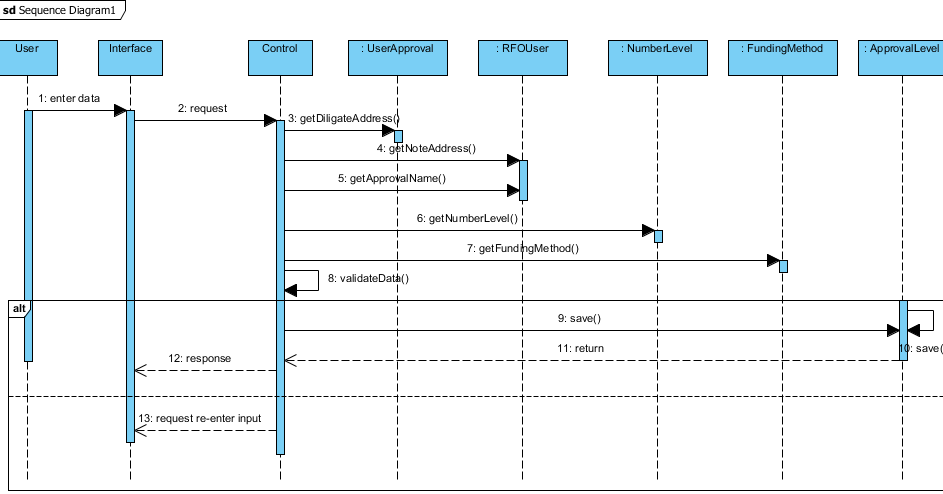 sd Sequence Diagram1
User
Interface
Control
: UserApproval
: RFOUser
: NumberLevel
: FundingMethod
: ApprovalLevel
1: enter data
2: request
3: getDiligateAddress()
4: getNoteAddress()
5: getApprovalName()
6: getNumberLevel()
7: getFundingMethod()
8: validateData()
alt
9: save()
10: save(
11: return
12: response
13: request re-enter input